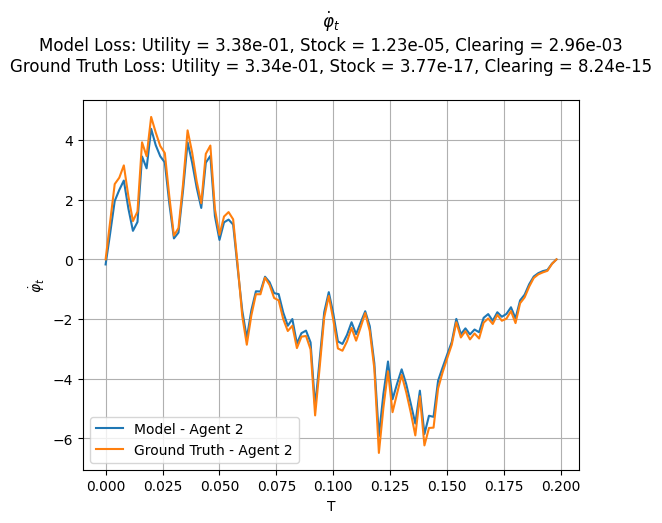 φ̇ₜ
Model Loss: Utility = 3.38e-01, Stock = 1.23e-05, Clearing = 2.96e-03
Ground Truth Loss: Utility = 3.34e-01, Stock = 3.77e-17, Clearing = 8.24e-15
4
2
0
−2
−4
−6
φ̇ₜ
Model - Agent 2
Ground Truth - Agent 2
0.000 0.025 0.050 0.075 0.100 0.125 0.150 0.175 0.200
T